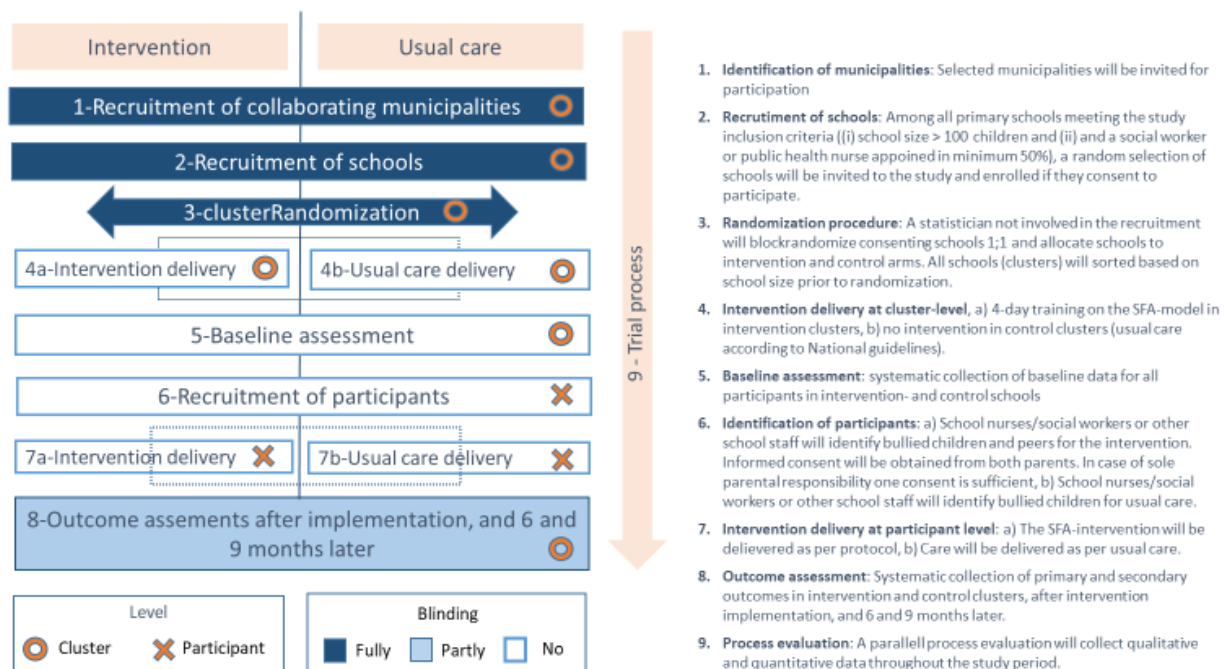 Intervention
Usual care
1-Recruitment of collaborating municipalities
2-Recruitment of schools
3-clusterRandomization
4a-Intervention delivery
4b-Usual care delivery
5-Baseline assessment
6-Recruitment of participants
7a-Intervention delivery
7b-Usual care delivery
8-Outcome assements after implementation, and 6 and
9 months later
Level
Cluster
Participant
Blinding
Fully
Partly
No
9 - Trial process
1. Identification of municipalities: Selected municipalities will be invited for
participation
2. Recrutiment of schools: Among all primary schools meeting the study
inclusion criteria ((i) school size > 100 children and (ii) and a social worker
or public health nurse appoined in minimum 50%), a random selection of
schools will be invited to the study and enrolled if they consent to
participate.
3. Randomization procedure: A statistician not involved in the recruitment
will blockrandomize consenting schools 1;1 and allocate schools to
intervention and control arms. All schools (clusters) will sorted based on
school size prior to randomization.
4. Intervention delivery at cluster-level, a) 4-day training on the SFA-model in
intervention clusters, b) no intervention in control clusters (usual care
according to National guidelines).
5. Baseline assessment: systematic collection of baseline data for all
participants in intervention- and control schools
6. Identification of participants: a) School nurses/social workers or other
school staff will identify bullied children and peers for the intervention.
Informed consent will be obtained from both parents. In case of sole
parental responsibility one consent is sufficient, b) School nurses/social
workers or other school staff will identify bullied children for usual care.
7. Intervention delivery at participant level: a) The SFA-intervention will be
delievered as per protocol, b) Care will be delivered as per usual care.
8. Outcome assessment: Systematic collection of primary and secondary
outcomes in intervention and control clusters, after intervention
implementation, and 6 and 9 months later.
9. Process evaluation: A parallell process evaluation will collect qualitative
and quantitative data throughout the study period.